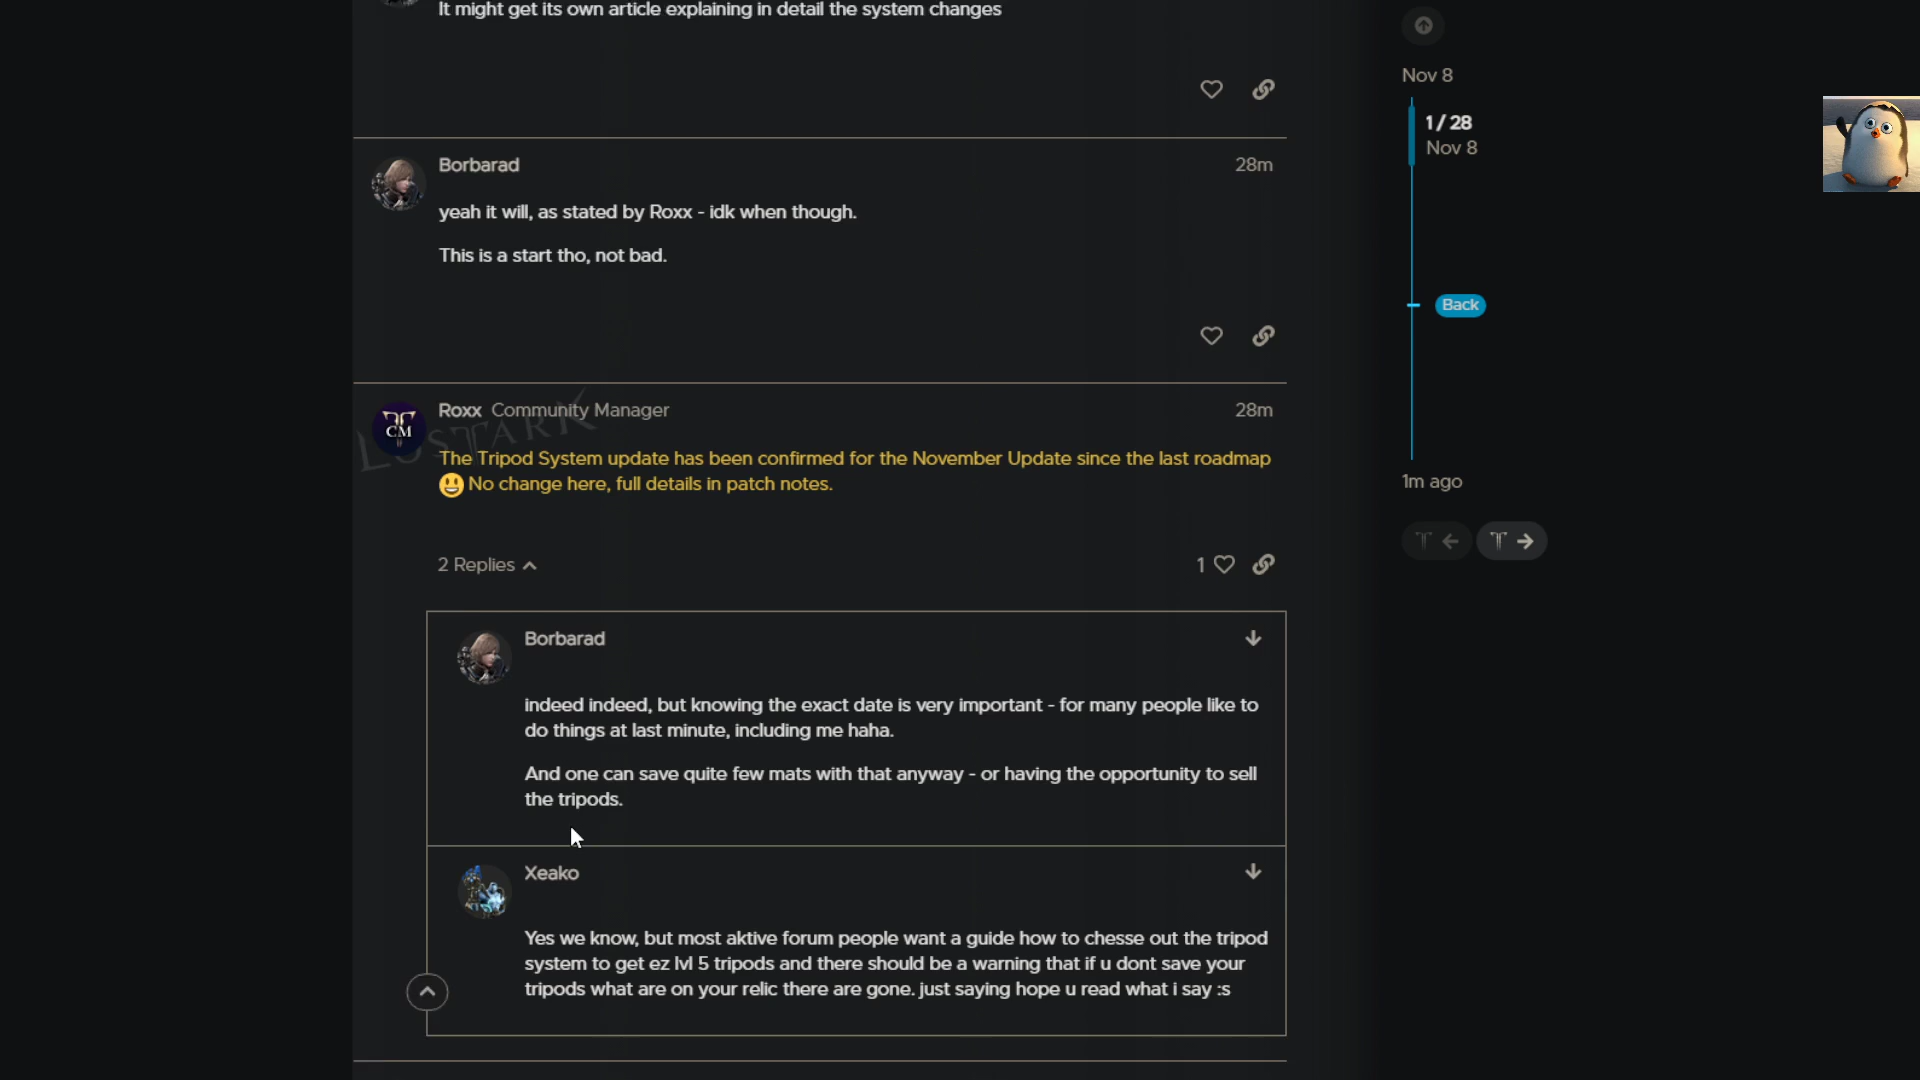 It might get its own article explaining in detail the system changes
Nov 8
1 / 28
Nov 8
Borbarad
28m
yeah it will, as stated by Roxx - idk when though.
This is a start tho, not bad.
Back
Roxx Community Manager
28m
CM
LOSTARK
The Tripod System update has been confirmed for the November Update since the last roadmap
😃 No change here, full details in patch notes.
1m ago
2 Replies
1
Borbarad
indeed indeed, but knowing the exact date is very important - for many people like to
do things at last minute, including me haha.
And one can save quite few mats with that anyway - or having the opportunity to sell
the tripods.
Xeako
Yes we know, but most aktive forum people want a guide how to chesse out the tripod
system to get ez lvl 5 tripods and there should be a warning that if u dont save your
tripods what are on your relic there are gone. just saying hope u read what i say :s